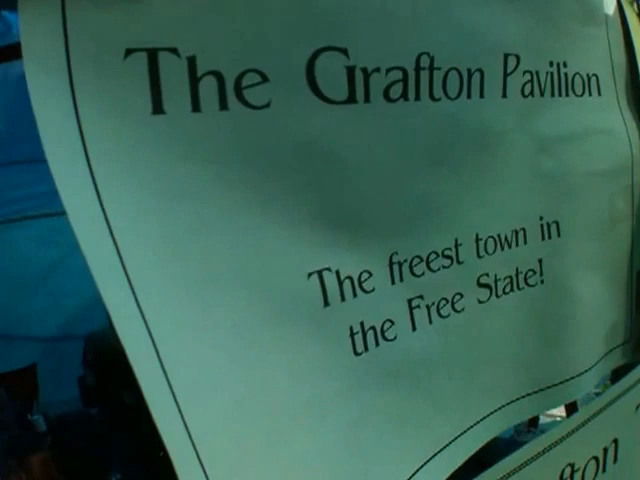 The Grafton Pavilion
The freest town in
the Free State!